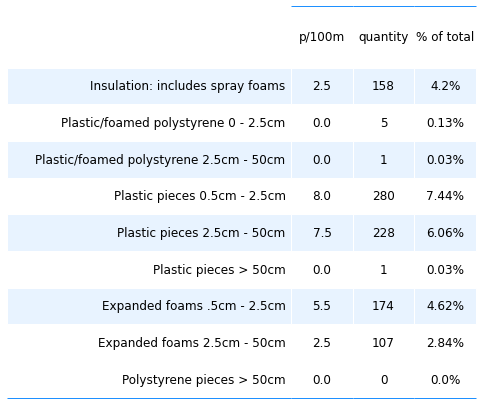 p/100m quantity % of total
Insulation: includes spray foams 2.5 158 4.2%
Plastic/foamed polystyrene 0 - 2.5cm 0.0 5 0.13%
Plastic/foamed polystyrene 2.5cm - 50cm 0.0 1 0.03%
Plastic pieces 0.5cm - 2.5cm 8.0 280 7.44%
Plastic pieces 2.5cm - 50cm 7.5 228 6.06%
Plastic pieces > 50cm 0.0 1 0.03%
Expanded foams .5cm - 2.5cm 5.5 174 4.62%
Expanded foams 2.5cm - 50cm 2.5 107 2.84%
Polystyrene pieces > 50cm 0.0 0 0.0%